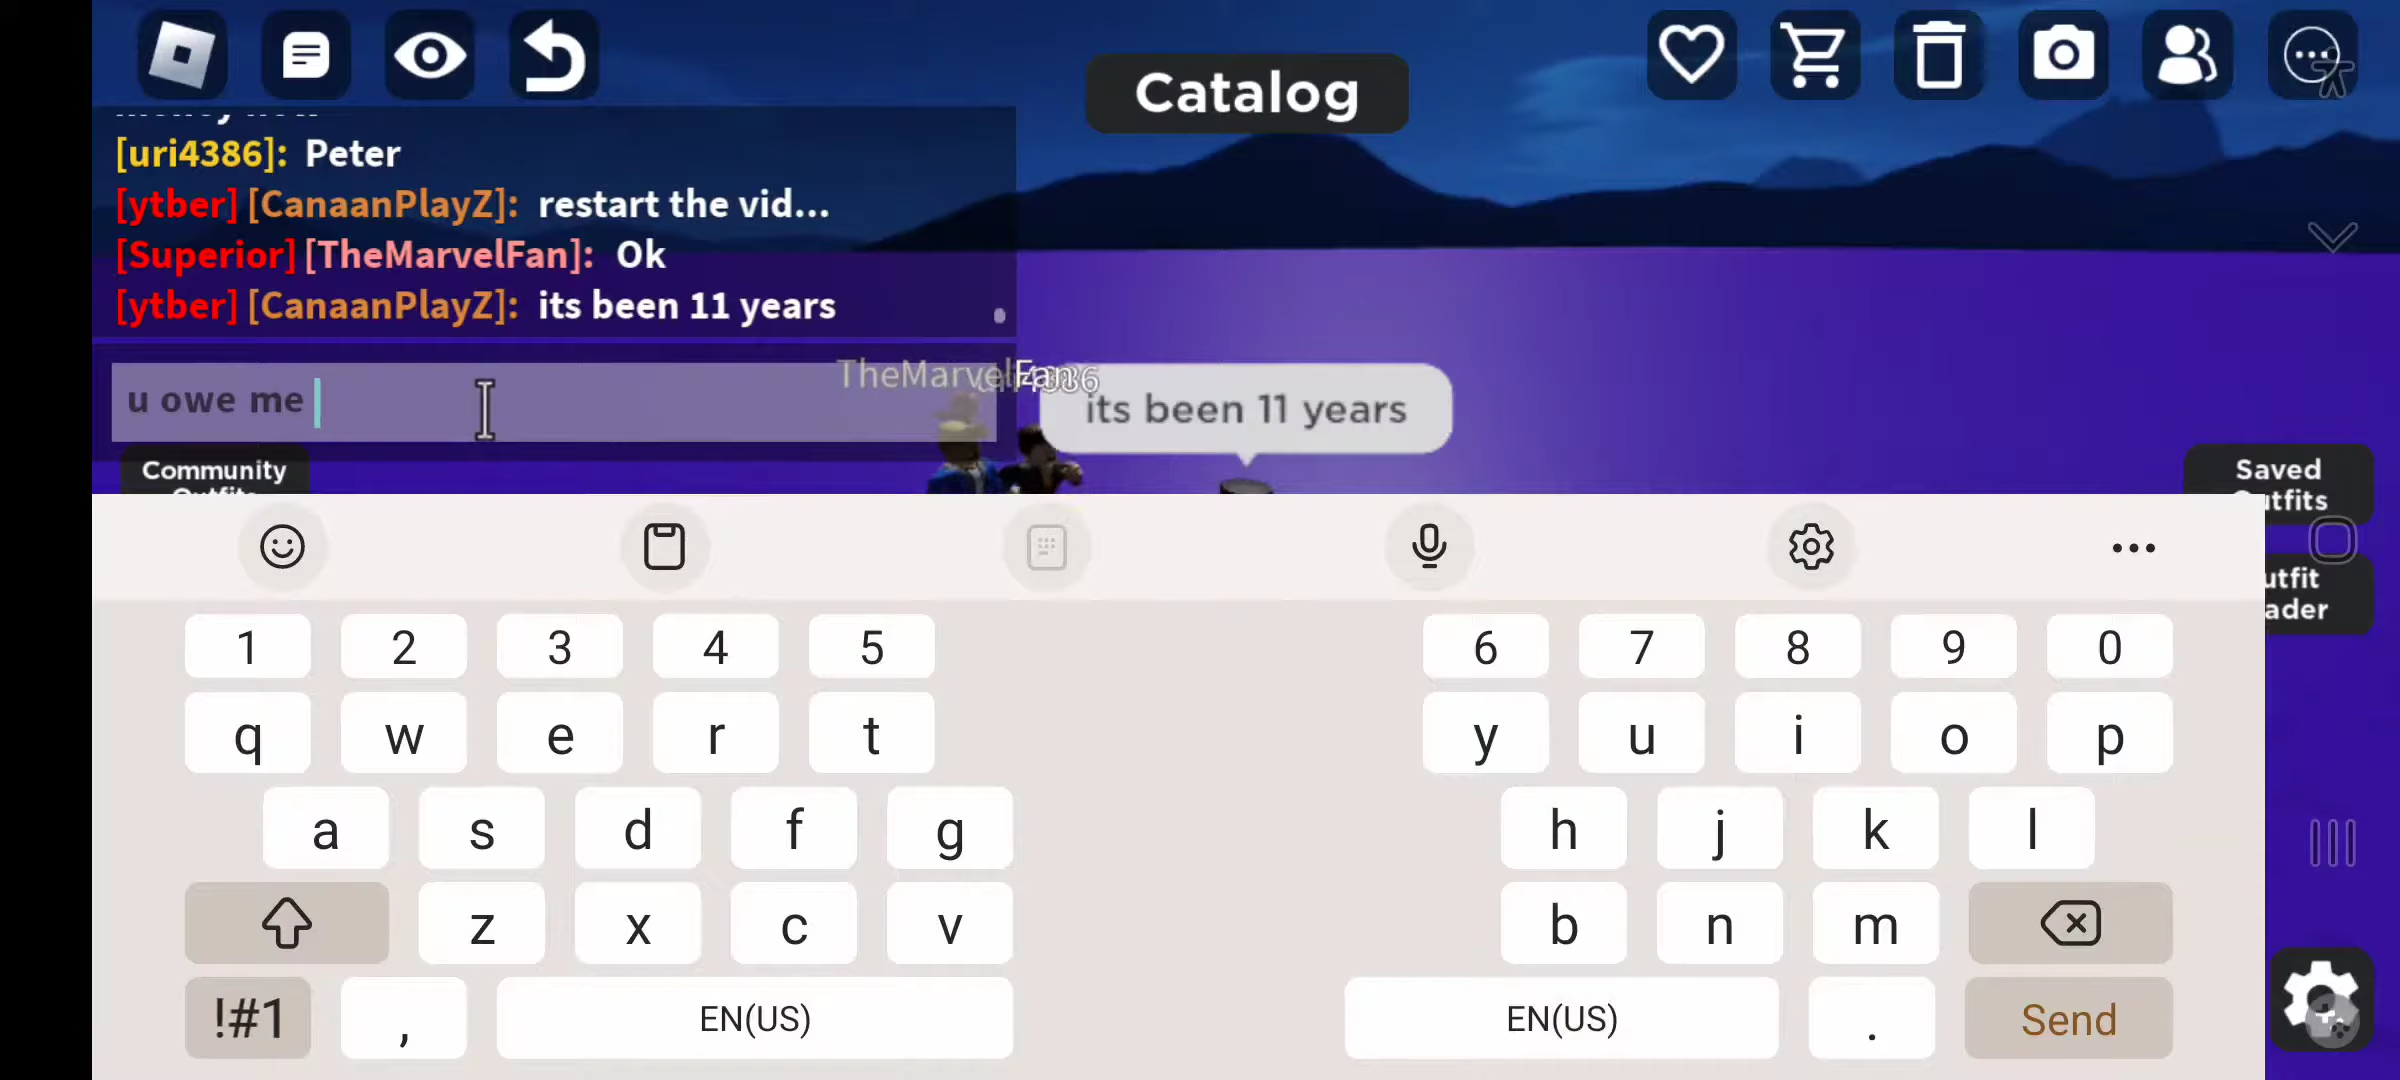 Catalog
[uri4386]: Peter
[ytber] [CanaanPlayZ]: restart the vid...
[Superior] [TheMarvelFan]: Ok
[ytber] [CanaanPlayZ]: its been 11 years
TheMarvelFan
u owe me
its been 11 years
Community
Saved
1 2 3 4 5 6 7 8 9 0
q w e r t y u i o p
a s d f g h j k l
z x c v b n m
!#1 , EN(US) EN(US) . Send